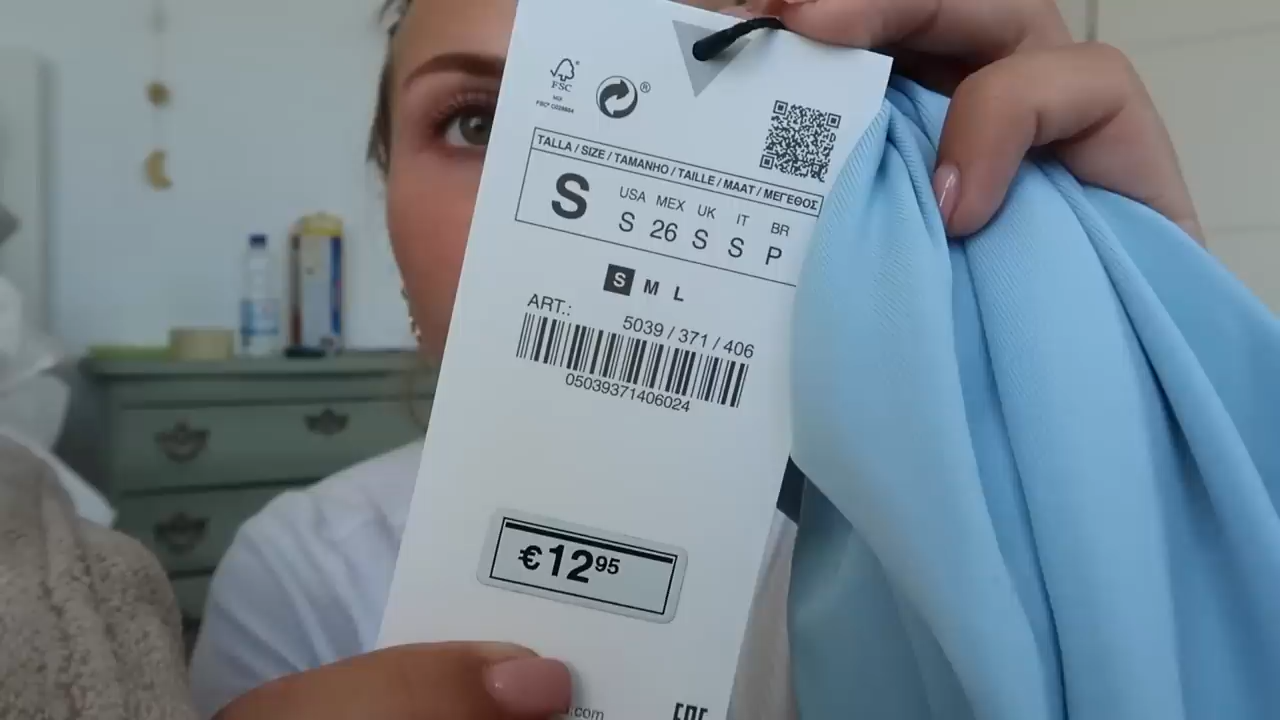 FSC
TALLA / SIZE / TAMANHO / TAILLE / MAAT / ΜΕΓΕΘΟΣ
S
USA MEX UK IT BR
S 26 S S P
S M L
ART.:
5039 / 371 / 406
05039371406024
€12 95
.com
EAC